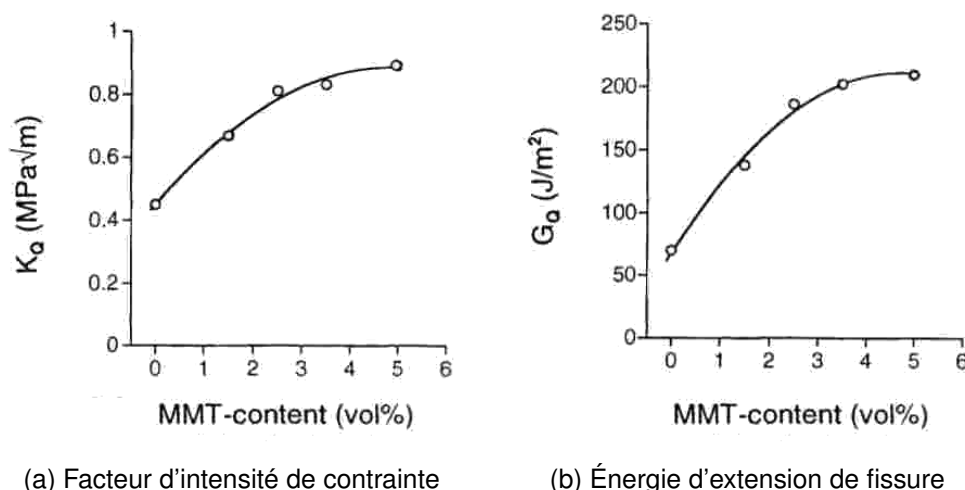 K_Q (MPa√m)
1
0.8
0.6
0.4
0.2
0
0 1 2 3 4 5 6
MMT-content (vol%)
(a) Facteur d'intensité de contrainte
G_Q (J/m²)
250
200
150
100
50
0
0 1 2 3 4 5 6
MMT-content (vol%)
(b) Énergie d'extension de fissure